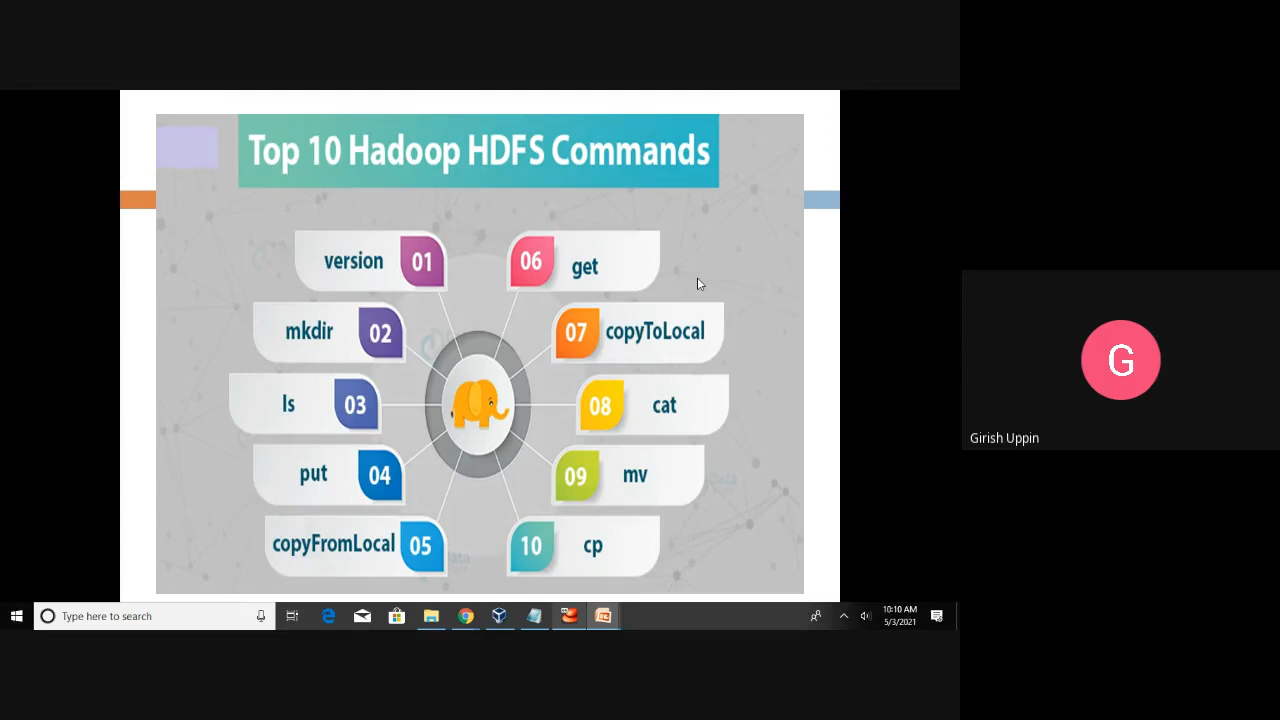 Top 10 Hadoop HDFS Commands
version 01
mkdir 02
ls 03
put 04
copyFromLocal 05
06 get
07 copyToLocal
08 cat
09 mv
10 cp
G
Girish Uppin
Type here to search
10:10 AM
5/3/2021